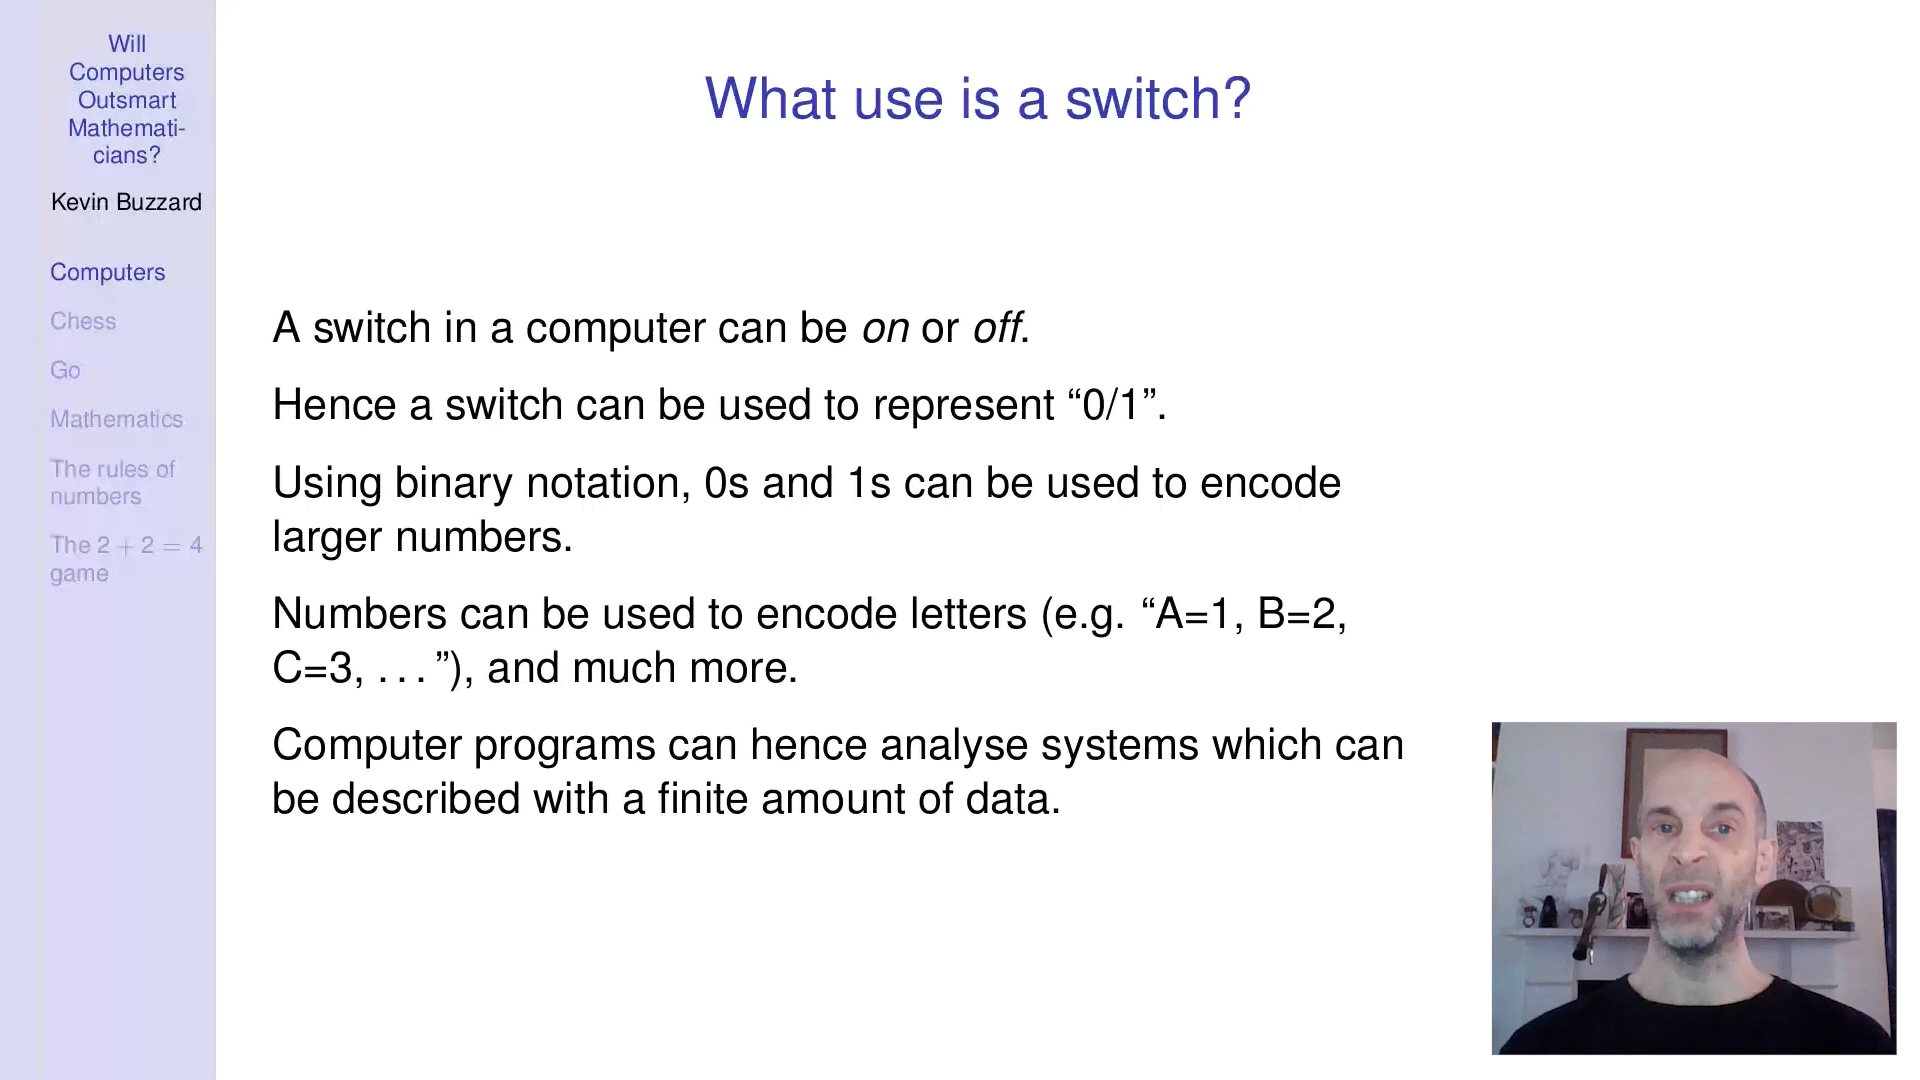 Will
Computers
Outsmart
Mathemati-
cians?
Kevin Buzzard
Computers
Chess
Go
Mathematics
The rules of
numbers
The 2 + 2 = 4
game
What use is a switch?
A switch in a computer can be on or off.
Hence a switch can be used to represent “0/1”.
Using binary notation, 0s and 1s can be used to encode
larger numbers.
Numbers can be used to encode letters (e.g. “A=1, B=2,
C=3, . . . ”), and much more.
Computer programs can hence analyse systems which can
be described with a finite amount of data.